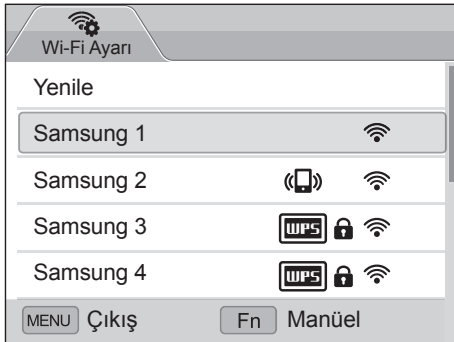 Wi-Fi Ayarı
Yenile
Samsung 1
Samsung 2
Samsung 3 WPS
Samsung 4 WPS
MENU Çıkış Fn Manüel